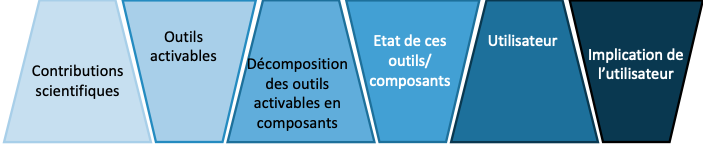 Contributions
scientifiques
Outils
activables
Décomposition
des outils
activables en
composants
Etat de ces
outils/
composants
Utilisateur
Implication de
l’utilisateur